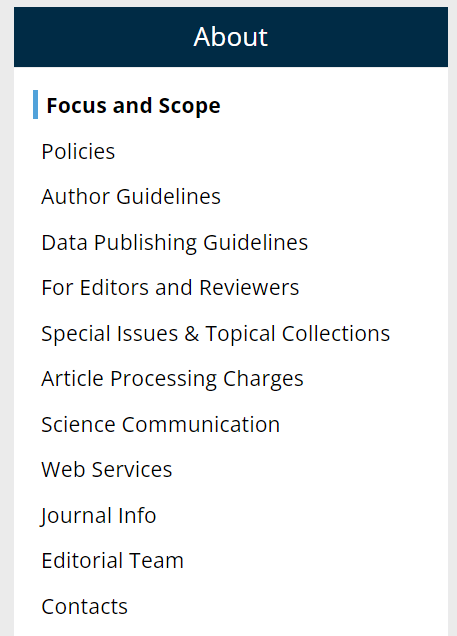 About
Focus and Scope
Policies
Author Guidelines
Data Publishing Guidelines
For Editors and Reviewers
Special Issues & Topical Collections
Article Processing Charges
Science Communication
Web Services
Journal Info
Editorial Team
Contacts